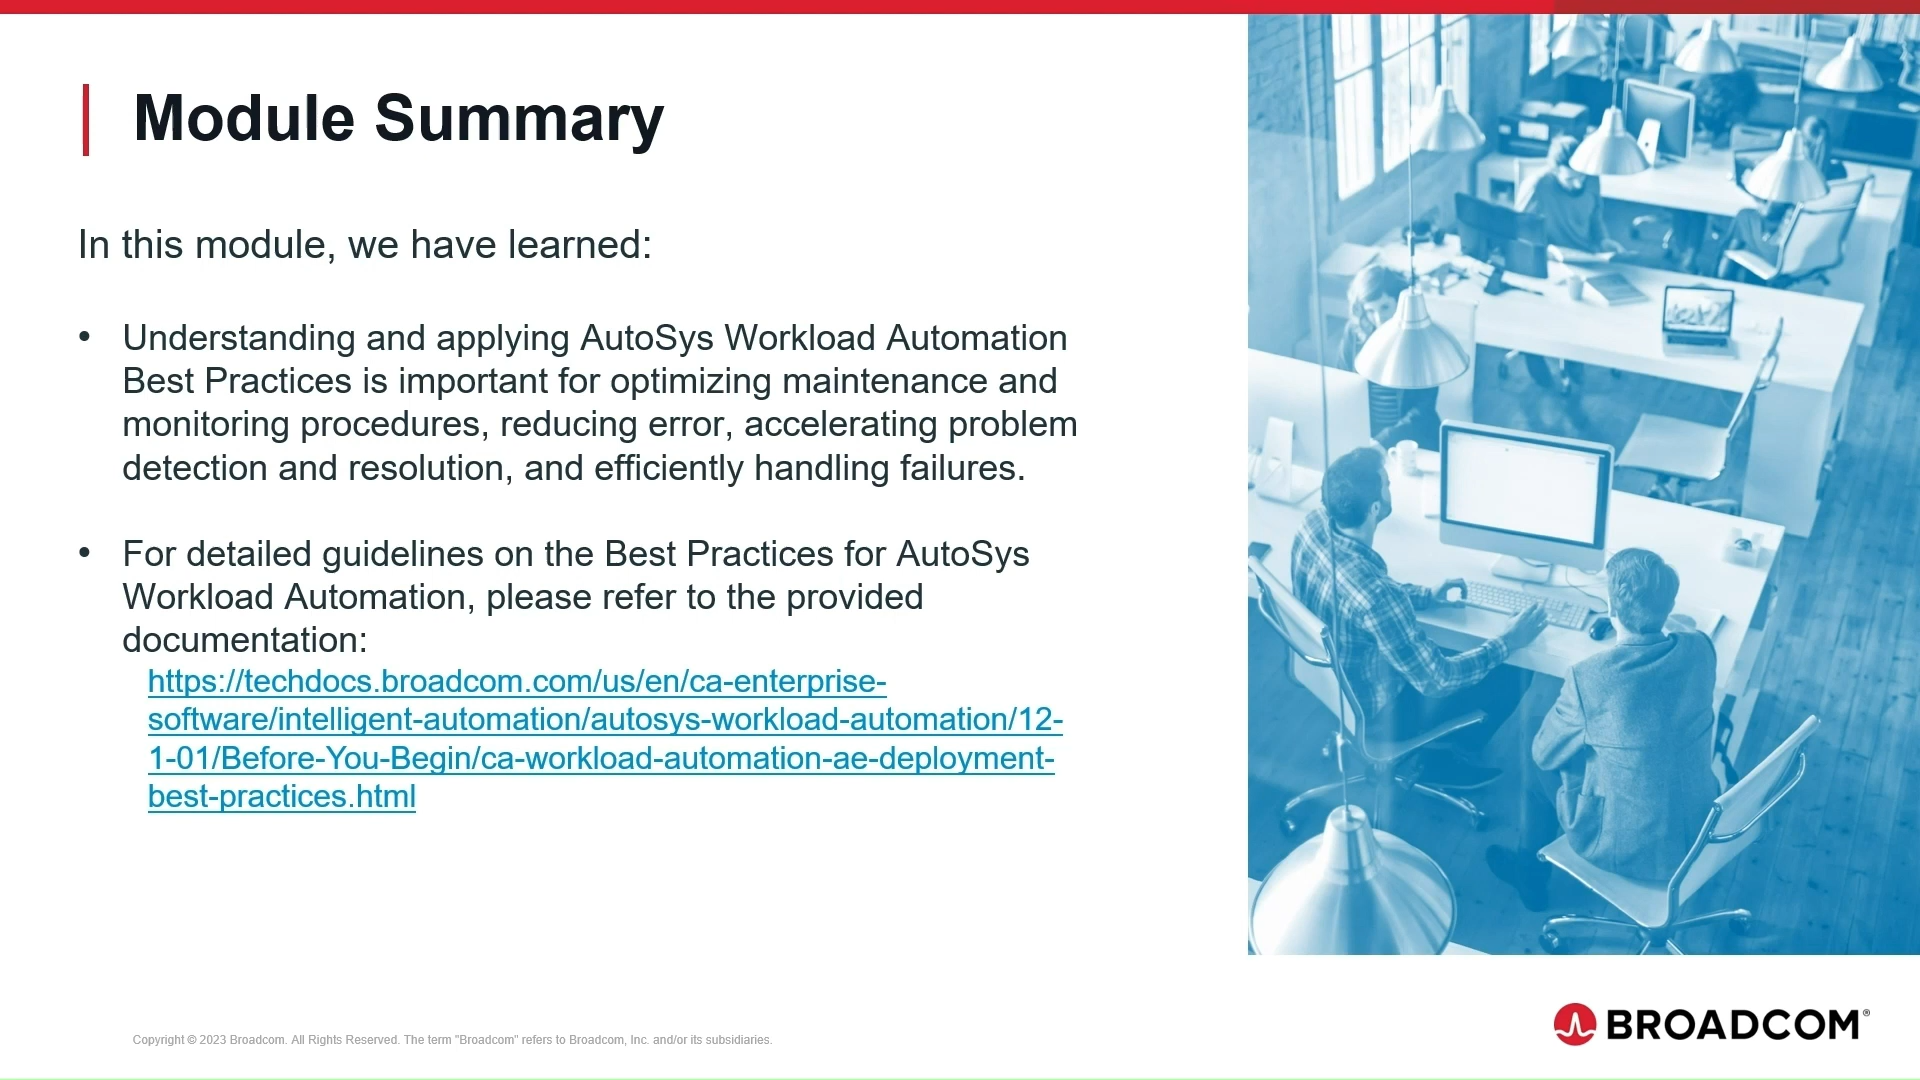 Module Summary
In this module, we have learned:
• Understanding and applying AutoSys Workload Automation
Best Practices is important for optimizing maintenance and
monitoring procedures, reducing error, accelerating problem
detection and resolution, and efficiently handling failures.
• For detailed guidelines on the Best Practices for AutoSys
Workload Automation, please refer to the provided
documentation:
https://techdocs.broadcom.com/us/en/ca-enterprise-
software/intelligent-automation/autosys-workload-automation/12-
1-01/Before-You-Begin/ca-workload-automation-ae-deployment-
best-practices.html
Copyright © 2023 Broadcom. All Rights Reserved. The term "Broadcom" refers to Broadcom, Inc. and/or its subsidiaries.
BROADCOM®